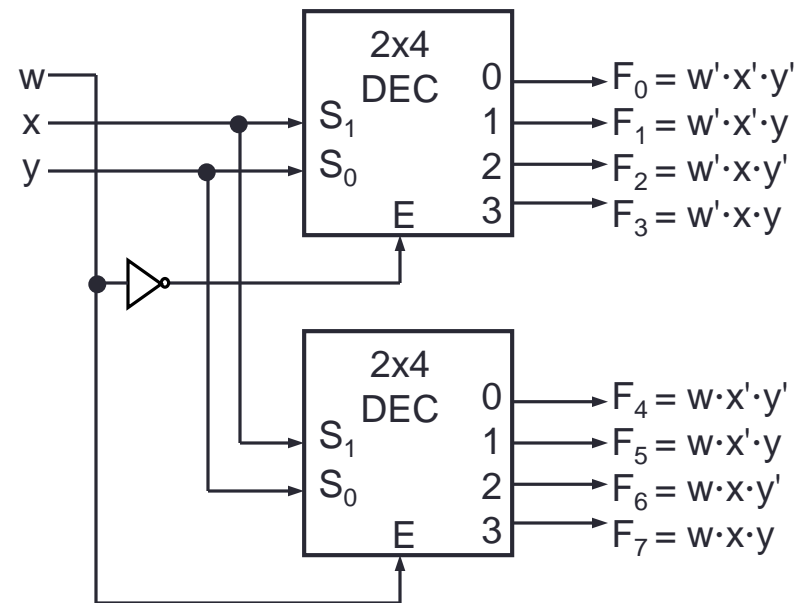 2x4
DEC
w
x
y
S₁
S₀
E
0
1
2
3
F₀ = w'·x'·y'
F₁ = w'·x'·y
F₂ = w'·x·y'
F₃ = w'·x·y
2x4
DEC
S₁
S₀
E
0
1
2
3
F₄ = w·x'·y'
F₅ = w·x'·y
F₆ = w·x·y'
F₇ = w·x·y